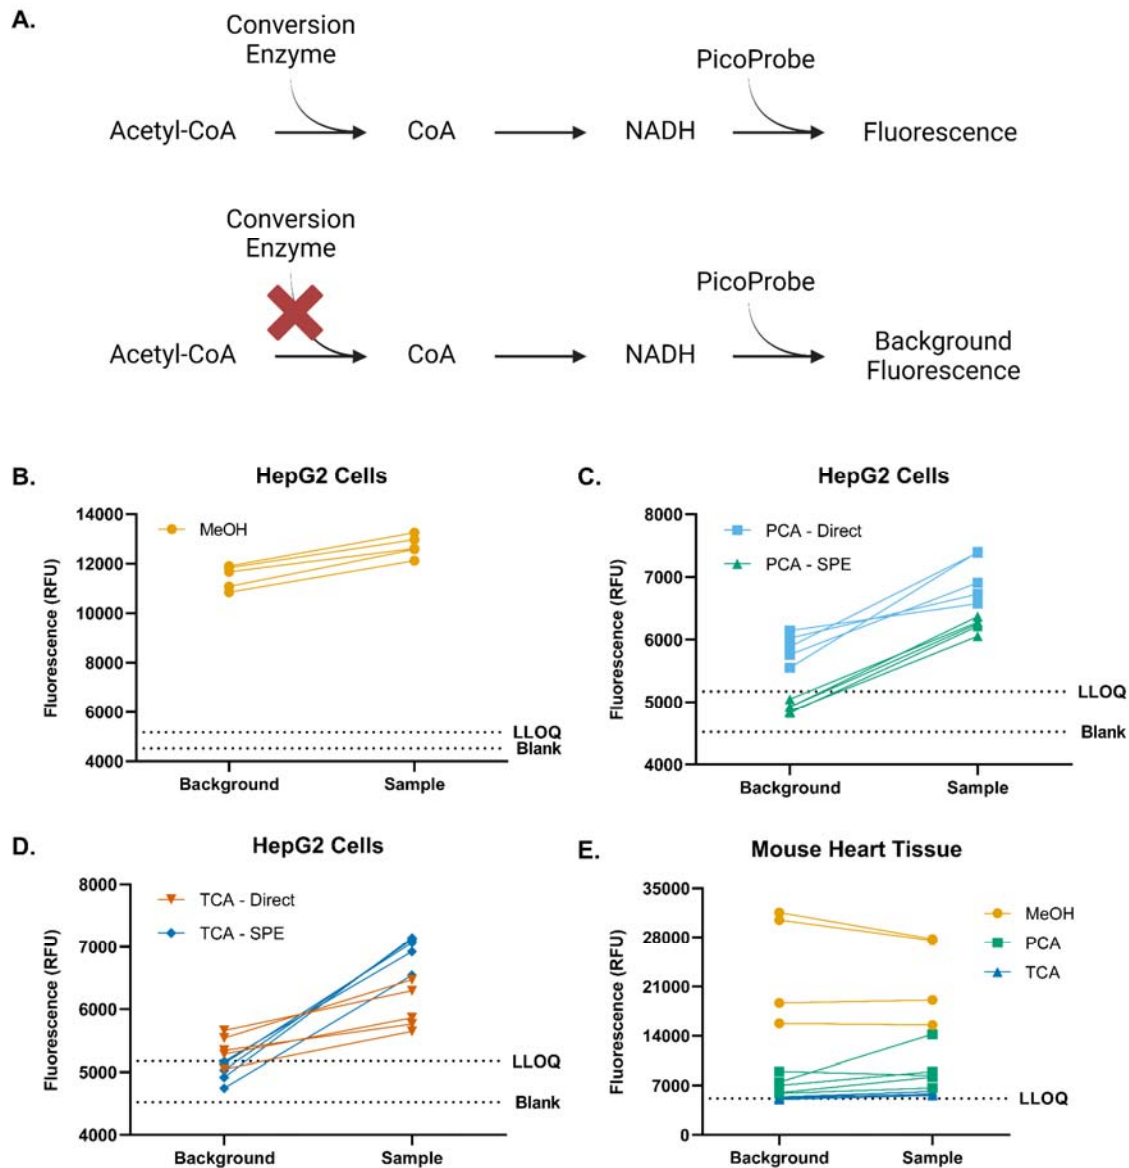 A.
Conversion
Enzyme
PicoProbe
Acetyl-CoA
CoA
NADH
Fluorescence
Conversion
Enzyme
PicoProbe
Acetyl-CoA
CoA
NADH
Background
Fluorescence
B.
HepG2 Cells
Fluorescence (RFU)
14000
12000
10000
8000
6000
4000
MeOH
LLOQ
Blank
Background
Sample
C.
HepG2 Cells
Fluorescence (RFU)
8000
7000
6000
5000
4000
PCA - Direct
PCA - SPE
LLOQ
Blank
Background
Sample
D.
HepG2 Cells
Fluorescence (RFU)
8000
7000
6000
5000
4000
TCA - Direct
TCA - SPE
LLOQ
Blank
Background
Sample
E.
Mouse Heart Tissue
Fluorescence (RFU)
35000
28000
21000
14000
7000
0
MeOH
PCA
TCA
LLOQ
Background
Sample